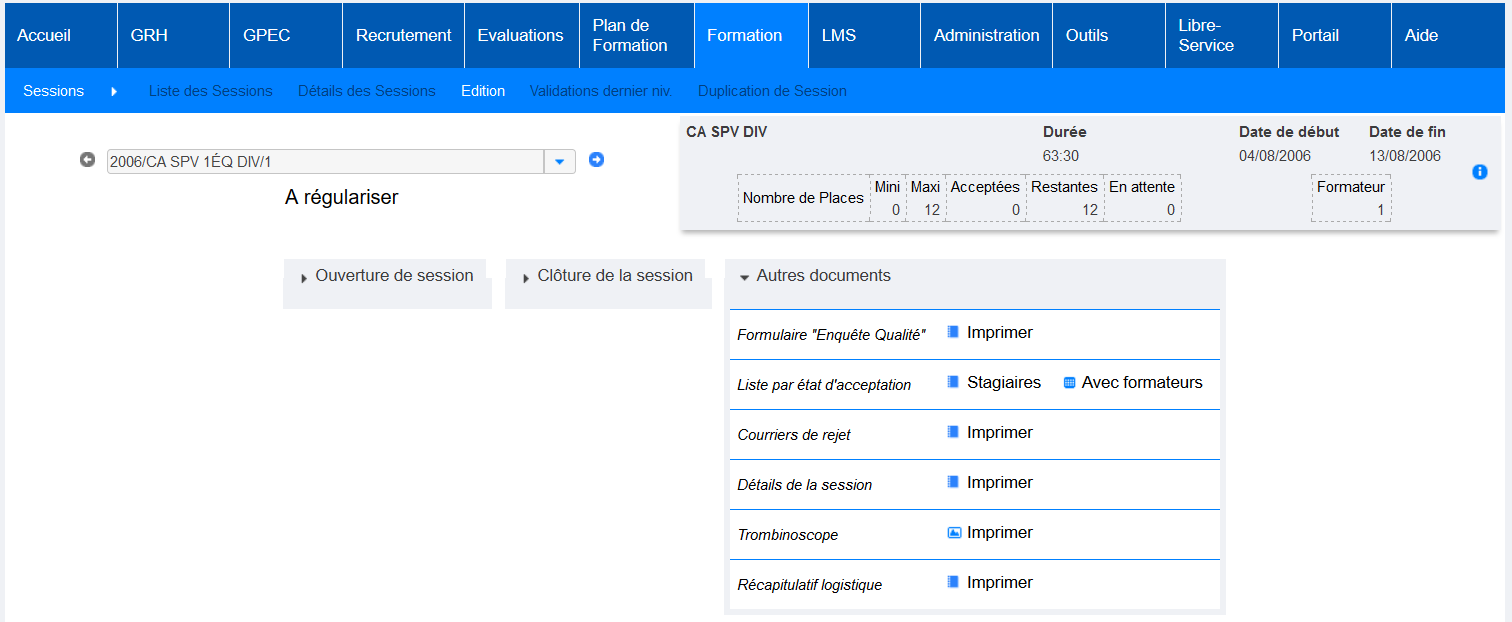 Accueil
GRH
GPEC
Recrutement
Evaluations
Plan de
Formation
Formation
LMS
Administration
Outils
Libre-
Service
Portail
Aide
Sessions
Liste des Sessions
Détails des Sessions
Edition
Validations dernier niv.
Duplication de Session
2006/CA SPV 1ÉQ DIV/1
A régulariser
CA SPV DIV
Durée
Date de début
Date de fin
63:30
04/08/2006
13/08/2006
Nombre de Places
Mini
Maxi
Acceptées
Restantes
En attente
0
12
0
12
0
Formateur
1
Ouverture de session
Clôture de la session
Autres documents
Formulaire "Enquête Qualité"
Imprimer
Liste par état d'acceptation
Stagiaires
Avec formateurs
Courriers de rejet
Imprimer
Détails de la session
Imprimer
Trombinoscope
Imprimer
Récapitulatif logistique
Imprimer